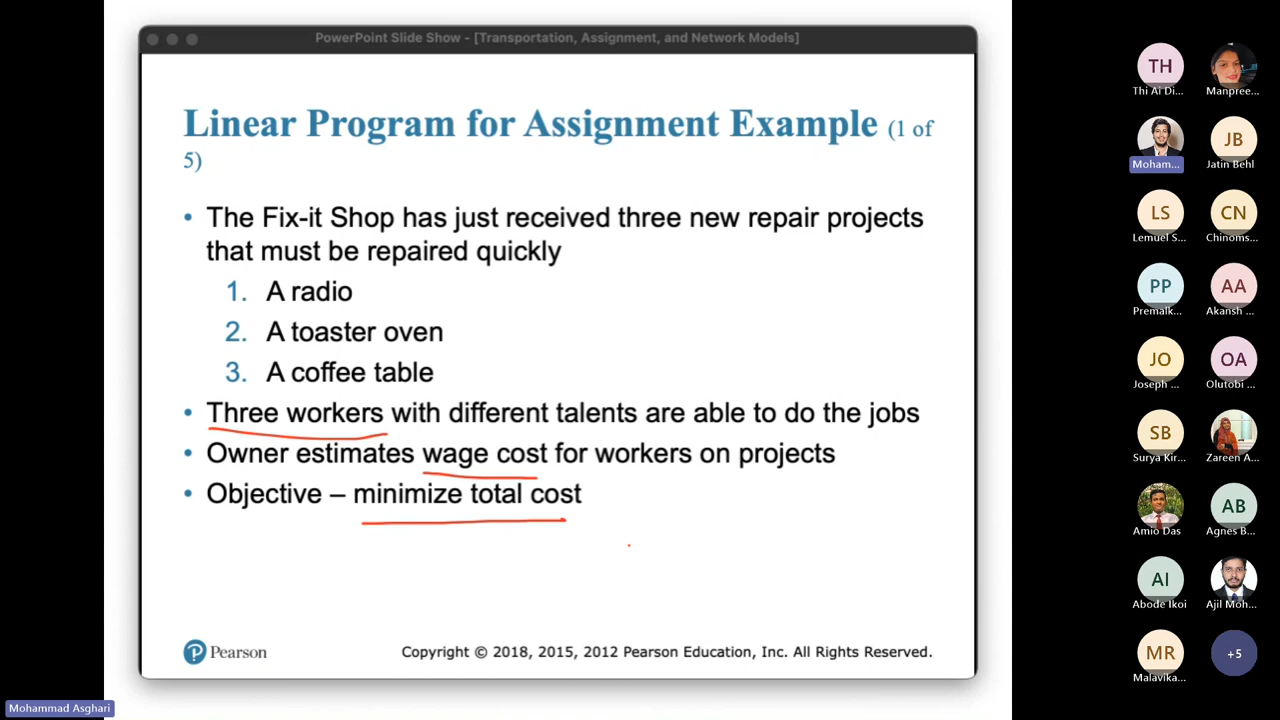 PowerPoint Slide Show - [Transportation, Assignment, and Network Models]
Linear Program for Assignment Example (1 of
5)
• The Fix-it Shop has just received three new repair projects
that must be repaired quickly
1. A radio
2. A toaster oven
3. A coffee table
• Three workers with different talents are able to do the jobs
• Owner estimates wage cost for workers on projects
• Objective – minimize total cost
Pearson
Copyright © 2018, 2015, 2012 Pearson Education, Inc. All Rights Reserved.
Mohammad Asghari
TH
Thi Ai Di...
Manpree...
Moham...
JB
Jatin Behl
LS
Lemuel S...
CN
Chinoms...
PP
Premalk...
AA
Akansh ...
JO
Joseph ...
OA
Olutobi ...
SB
Surya Kir...
Zareen A...
Amio Das
AB
Agnes B...
AI
Abode Ikoi
Ajil Moh...
MR
Malavika...
+5